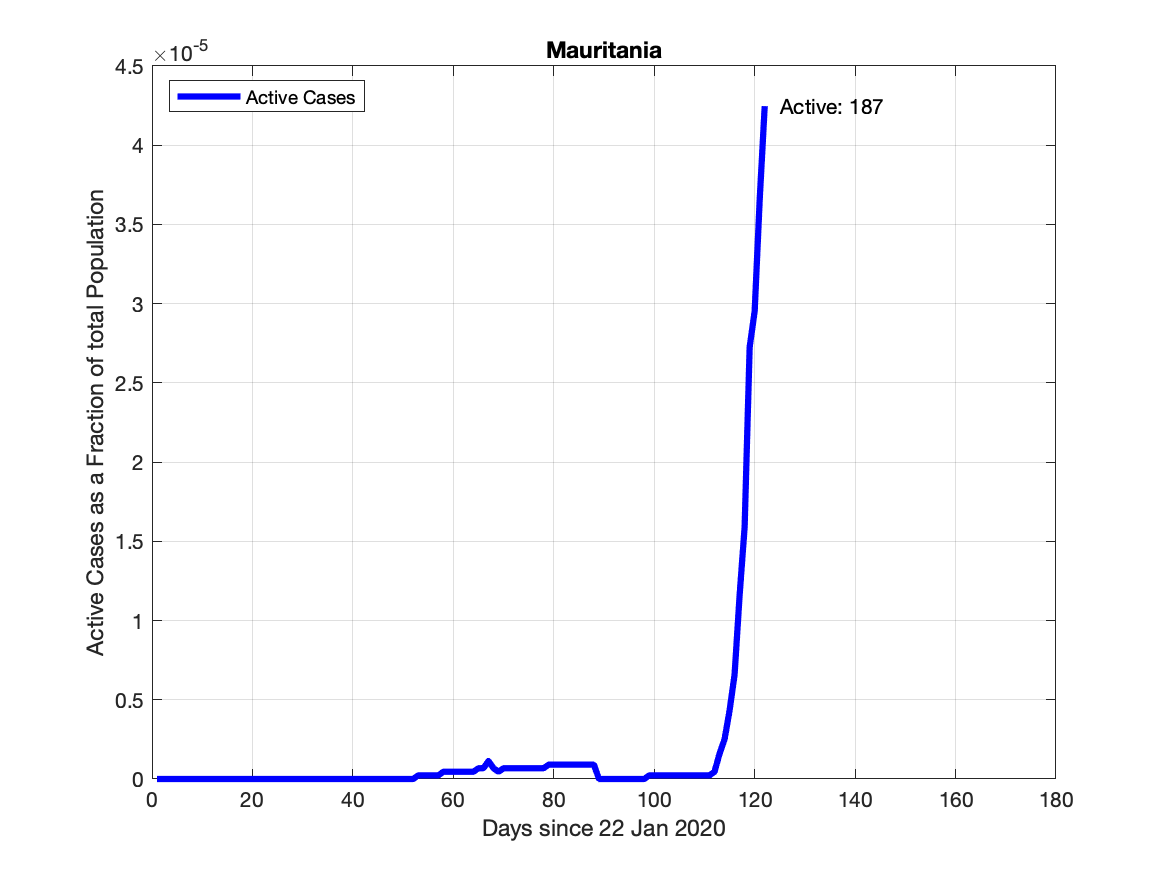 Mauritania
×10-5
4.5
4
3.5
3
2.5
2
1.5
1
0.5
0
Active Cases as a Fraction of total Population
Active Cases
Active: 187
0 20 40 60 80 100 120 140 160 180
Days since 22 Jan 2020